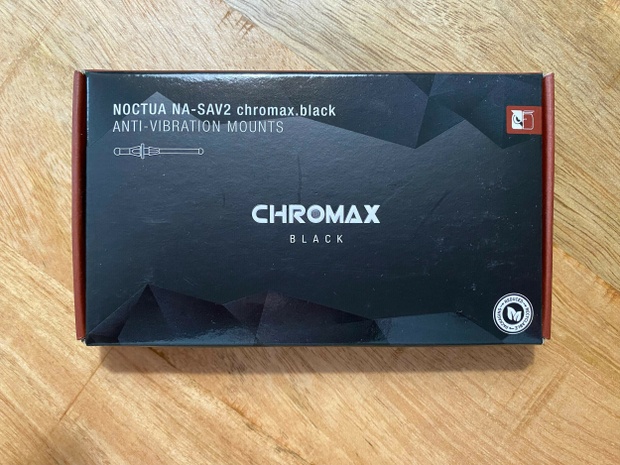 NOCTUA NA-SAV2 chromax.black
ANTI-VIBRATION MOUNTS
CHROMAX
BLACK